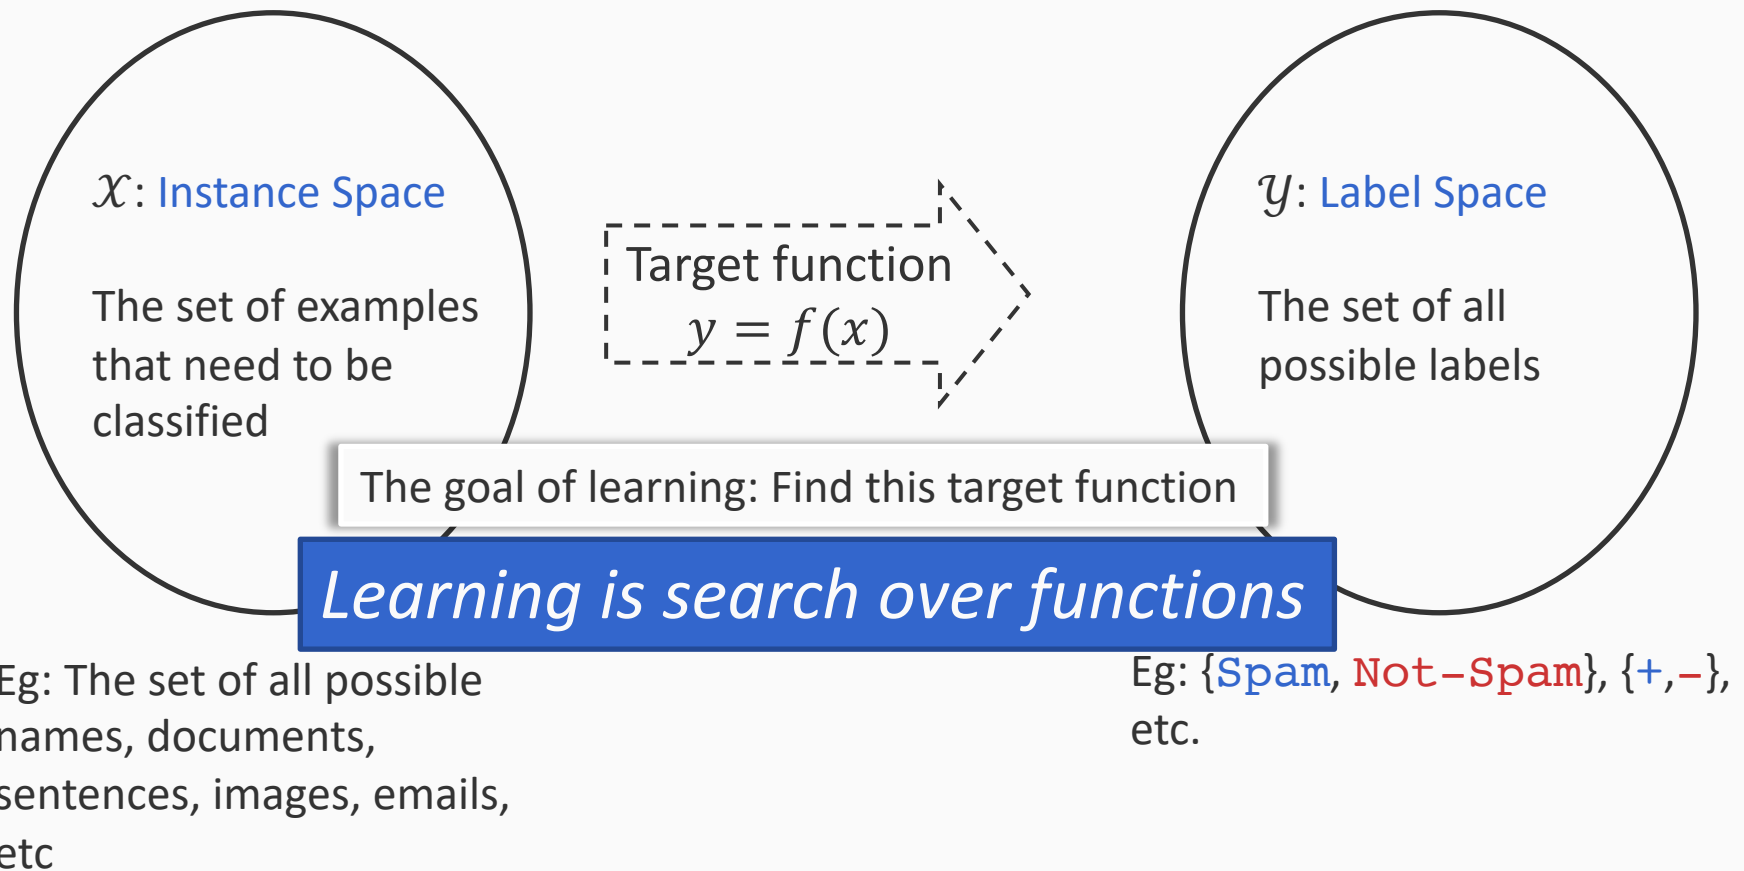 𝒳: Instance Space
The set of examples
that need to be
classified
Target function
y = f(x)
𝒴: Label Space
The set of all
possible labels
The goal of learning: Find this target function
Learning is search over functions
Eg: The set of all possible
names, documents,
sentences, images, emails,
etc
Eg: {Spam, Not-Spam}, {+,-},
etc.